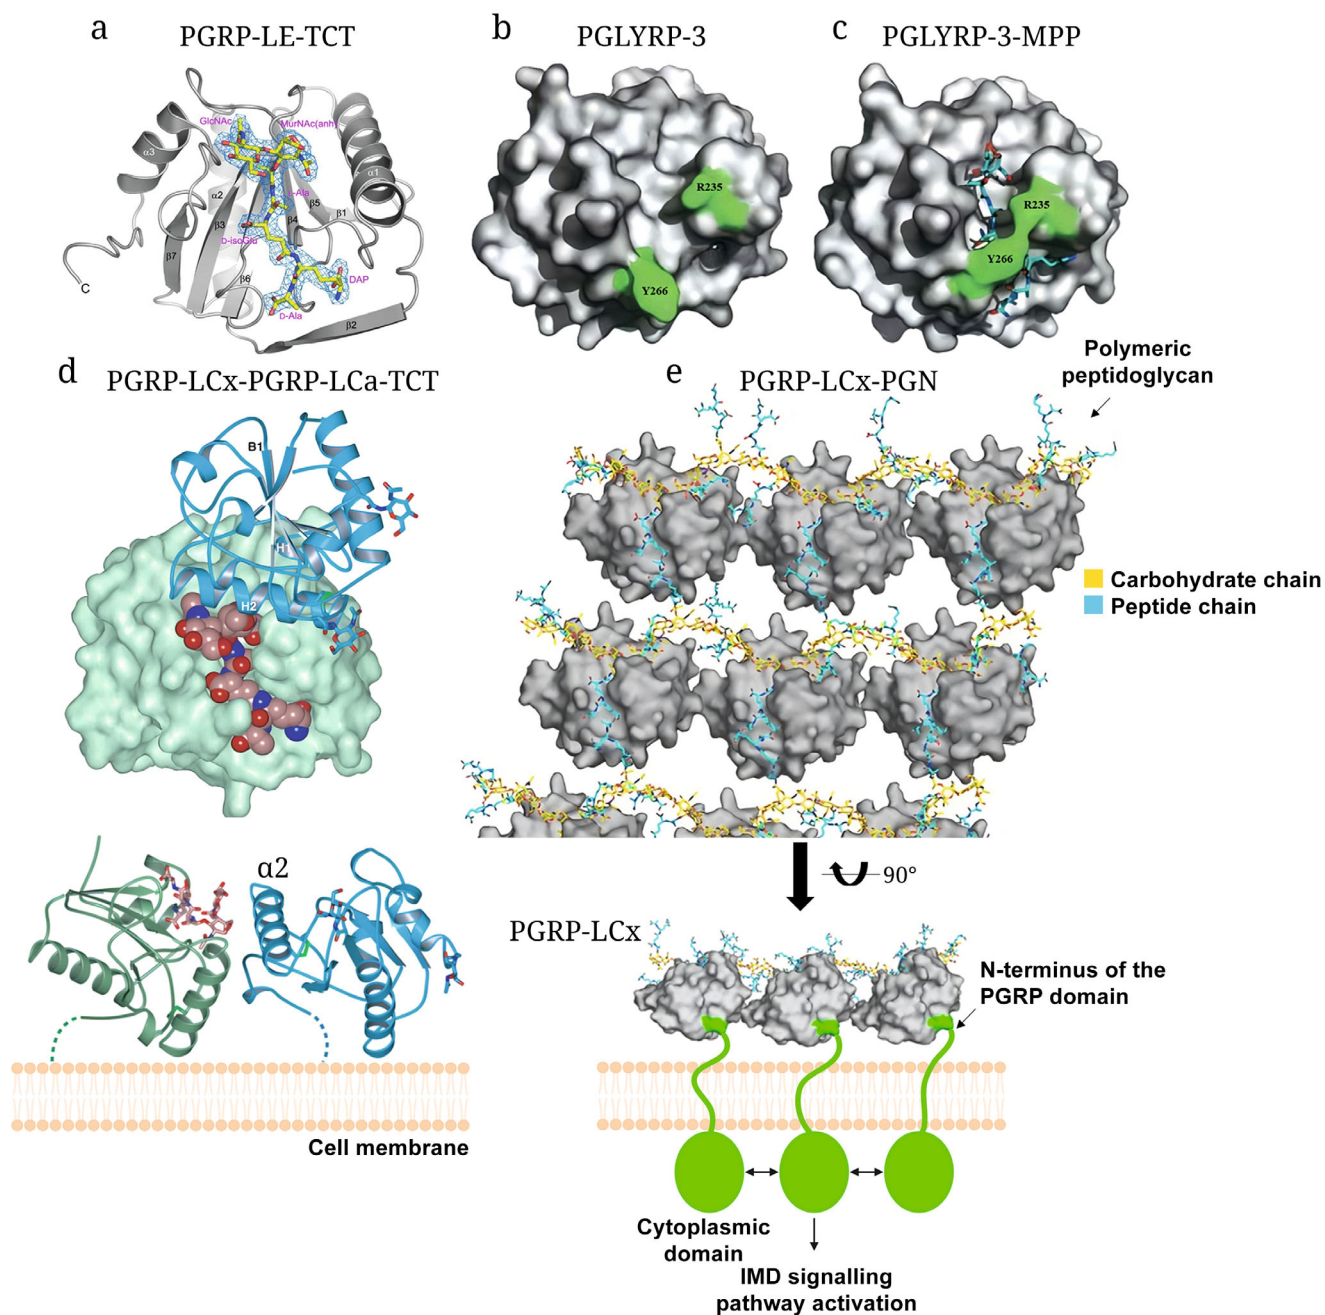 a
PGRP-LE-TCT
GlcNAc
MurNAc(anh)
α3
α1
L-Ala
α2
β5
β1
β3
β4
D-isoGlu
β7
β6
DAP
C
D-Ala
β2
b
PGLYRP-3
R235
Y266
c
PGLYRP-3-MPP
R235
Y266
d
PGRP-LCx-PGRP-LCa-TCT
B1
H1
H2
α2
Cell membrane
e
PGRP-LCx-PGN
Polymeric
peptidoglycan
Carbohydrate chain
Peptide chain
90°
PGRP-LCx
N-terminus of the
PGRP domain
Cytoplasmic
domain
IMD signalling
pathway activation